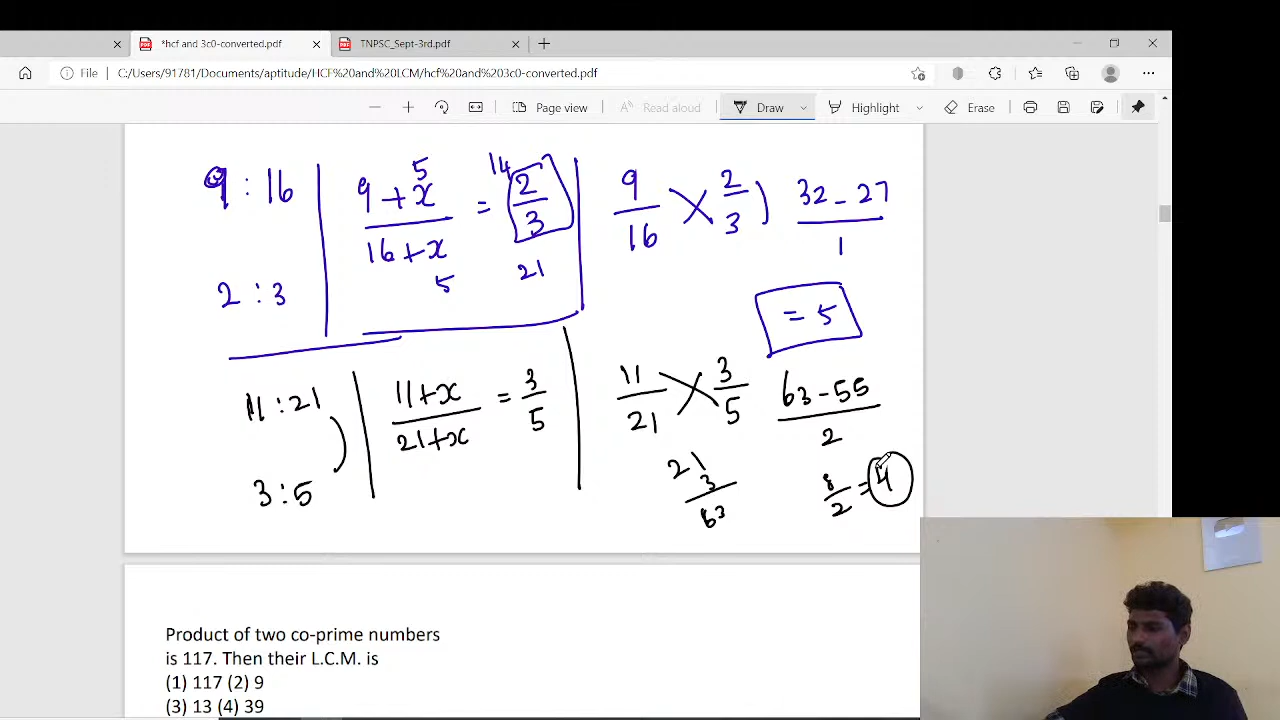 *hcf and 3c0-converted.pdf
TNPSC_Sept-3rd.pdf
File C:/Users/91781/Documents/aptitude/HCF%20and%20LCM/hcf%20and%203c0-converted.pdf
Page view Read aloud Draw Highlight Erase
9 : 16
2 : 3
5
9 + x
16 + x
5
=
14
2
3
21
9
16
2
3
32 - 27
1
= 5
11 : 21
3 : 5
11 + x
21 + x
=
3
5
11
21
3
5
63 - 55
2
21
3
63
8
2
= 4
Product of two co-prime numbers
is 117. Then their L.C.M. is
(1) 117 (2) 9
(3) 13 (4) 39